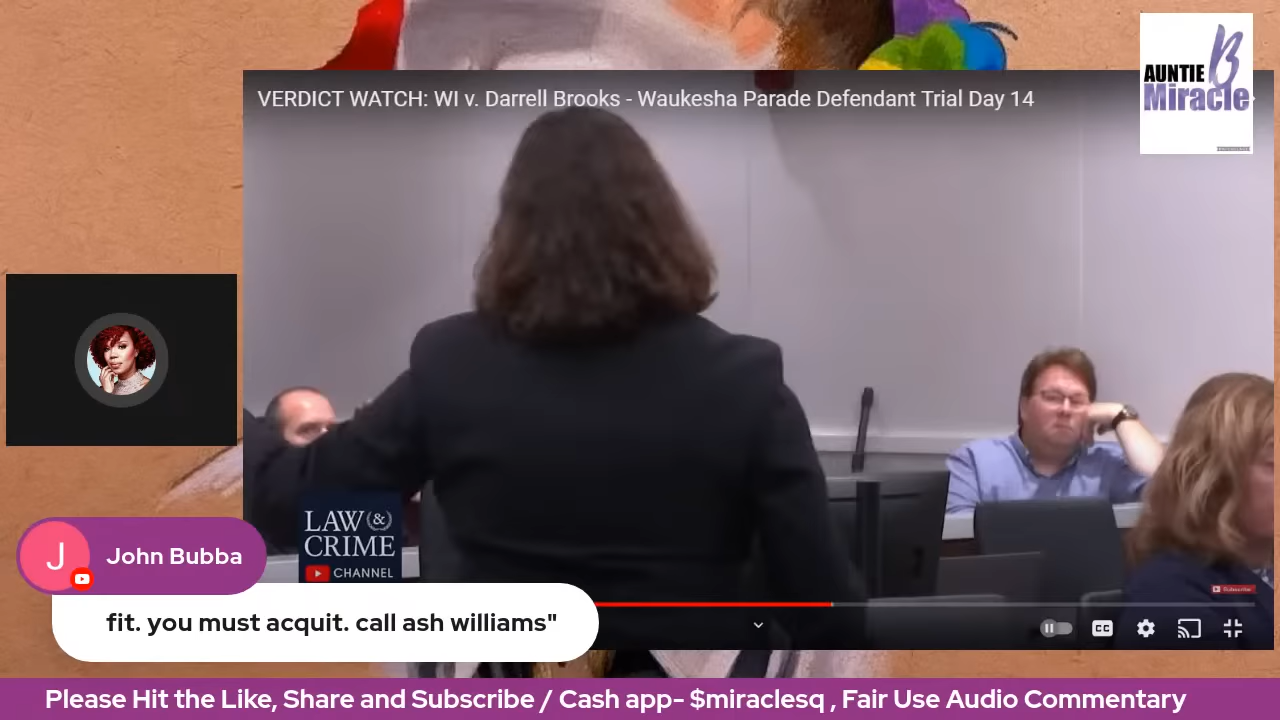 VERDICT WATCH: WI v. Darrell Brooks - Waukesha Parade Defendant Trial Day 14
AUNTIE B
Miracle
LAW &
CRIME
CHANNEL
J
John Bubba
fit. you must acquit. call ash williams"
Subscribe
CC
Please Hit the Like, Share and Subscribe / Cash app- $miraclesq , Fair Use Audio Commentary